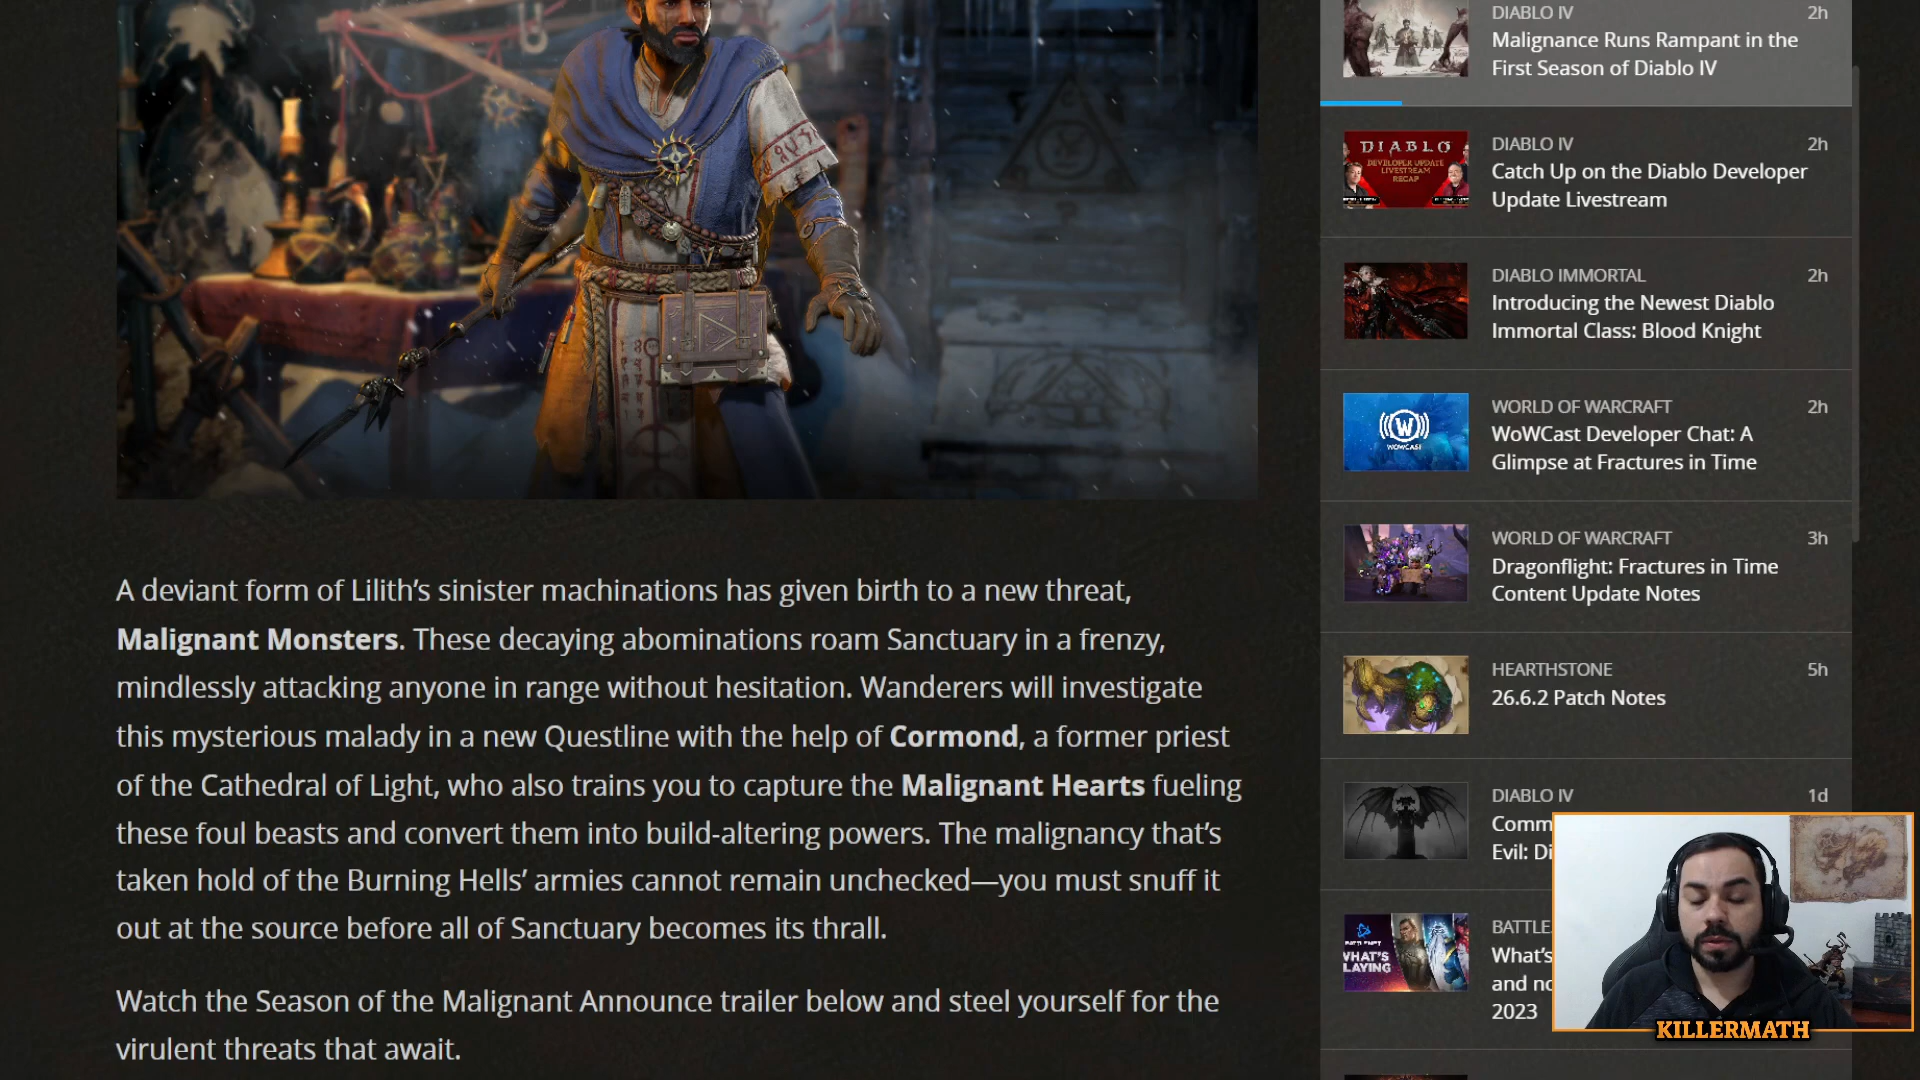 A deviant form of Lilith’s sinister machinations has given birth to a new threat,
Malignant Monsters. These decaying abominations roam Sanctuary in a frenzy,
mindlessly attacking anyone in range without hesitation. Wanderers will investigate
this mysterious malady in a new Questline with the help of Cormond, a former priest
of the Cathedral of Light, who also trains you to capture the Malignant Hearts fueling
these foul beasts and convert them into build-altering powers. The malignancy that’s
taken hold of the Burning Hells’ armies cannot remain unchecked—you must snuff it
out at the source before all of Sanctuary becomes its thrall.
Watch the Season of the Malignant Announce trailer below and steel yourself for the
virulent threats that await.
DIABLO IV 2h
Malignance Runs Rampant in the
First Season of Diablo IV
DIABLO
DEVELOPER UPDATE
LIVESTREAM
RECAP
DIABLO IV 2h
Catch Up on the Diablo Developer
Update Livestream
DIABLO IMMORTAL 2h
Introducing the Newest Diablo
Immortal Class: Blood Knight
W
WOWCAST
WORLD OF WARCRAFT 2h
WoWCast Developer Chat: A
Glimpse at Fractures in Time
WORLD OF WARCRAFT 3h
Dragonflight: Fractures in Time
Content Update Notes
HEARTHSTONE 5h
26.6.2 Patch Notes
DIABLO IV 1d
Comm
Evil: Di
WHAT'S
LAYING
BATTLE.
What's
and no
2023
KILLERMATH